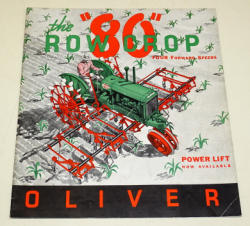 the "80"
ROW CROP
FOUR FORWARD SPEEDS
POWER LIFT
NOW AVAILABLE
OLIVER